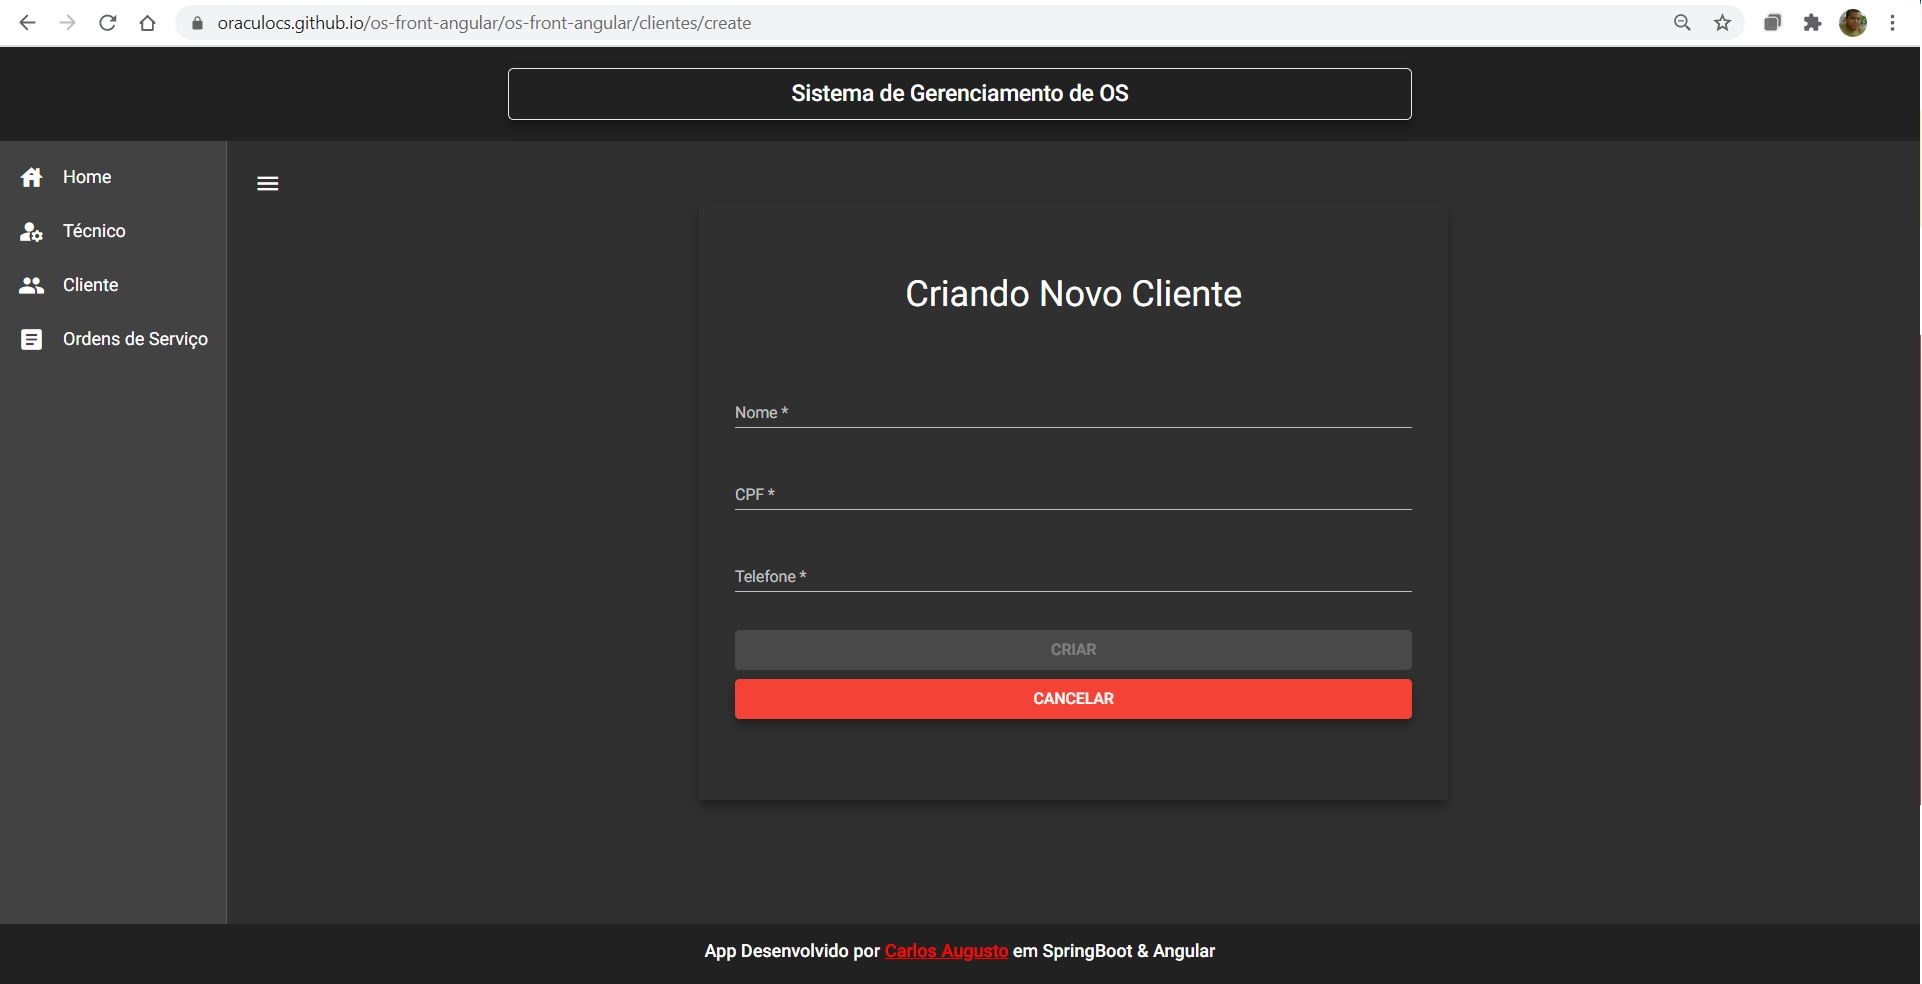 oraculocs.github.io/os-front-angular/os-front-angular/clientes/create
Sistema de Gerenciamento de OS
Home
Técnico
Cliente
Ordens de Serviço
Criando Novo Cliente
Nome *
CPF *
Telefone *
CRIAR
CANCELAR
App Desenvolvido por Carlos Augusto em SpringBoot & Angular